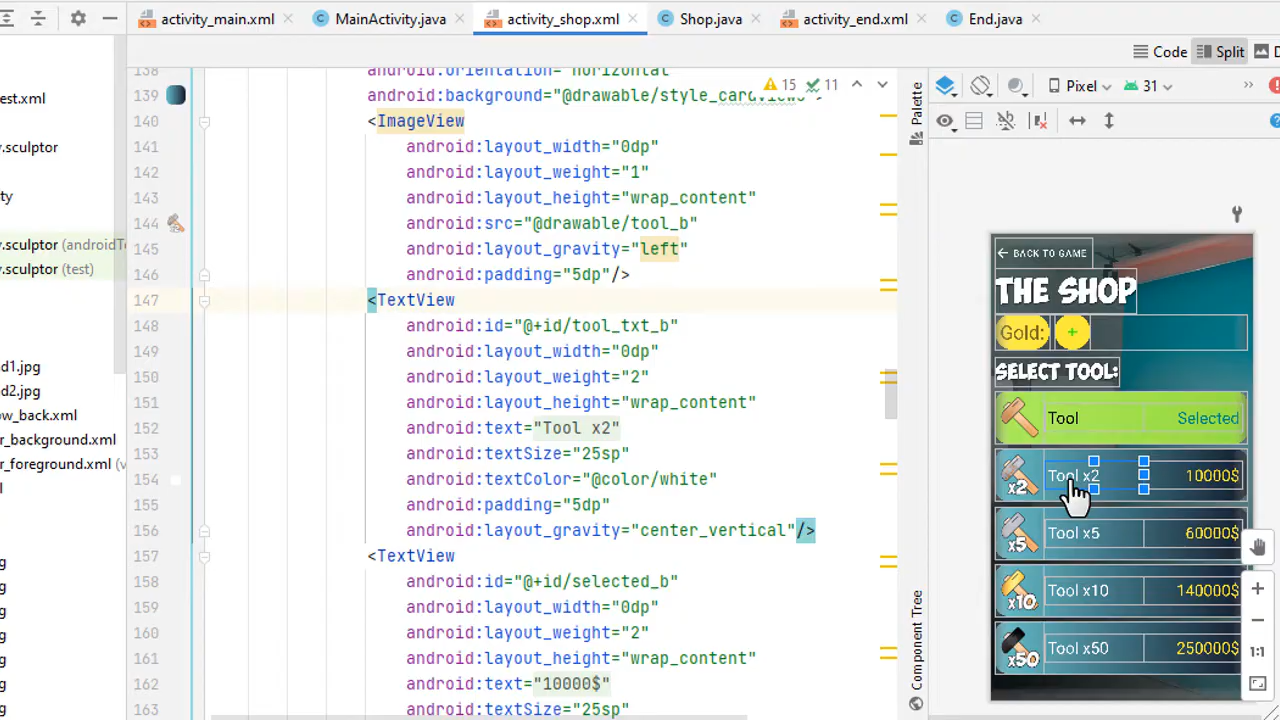 activity_main.xml
MainActivity.java
activity_shop.xml
Shop.java
activity_end.xml
End.java
Code
Split
Pixel
31
15
11
Palette
Component Tree
est.xml
y.sculptor
ty
y.sculptor (androidTe
y.sculptor (test)
d1.jpg
d2.jpg
ow_back.xml
r_background.xml
r_foreground.xml (v
138 android:orientation="horizontal"
139 android:background="@drawable/style_cardviews">
140 <ImageView
141 android:layout_width="0dp"
142 android:layout_weight="1"
143 android:layout_height="wrap_content"
144 android:src="@drawable/tool_b"
145 android:layout_gravity="left"
146 android:padding="5dp"/>
147 <TextView
148 android:id="@+id/tool_txt_b"
149 android:layout_width="0dp"
150 android:layout_weight="2"
151 android:layout_height="wrap_content"
152 android:text="Tool x2"
153 android:textSize="25sp"
154 android:textColor="@color/white"
155 android:padding="5dp"
156 android:layout_gravity="center_vertical"/>
157 <TextView
158 android:id="@+id/selected_b"
159 android:layout_width="0dp"
160 android:layout_weight="2"
161 android:layout_height="wrap_content"
162 android:text="10000$"
163 android:textSize="25sp"
BACK TO GAME
THE SHOP
Gold: +
SELECT TOOL:
Tool Selected
x2 Tool x2 10000$
x5 Tool x5 60000$
x10 Tool x10 140000$
x50 Tool x50 250000$
1:1